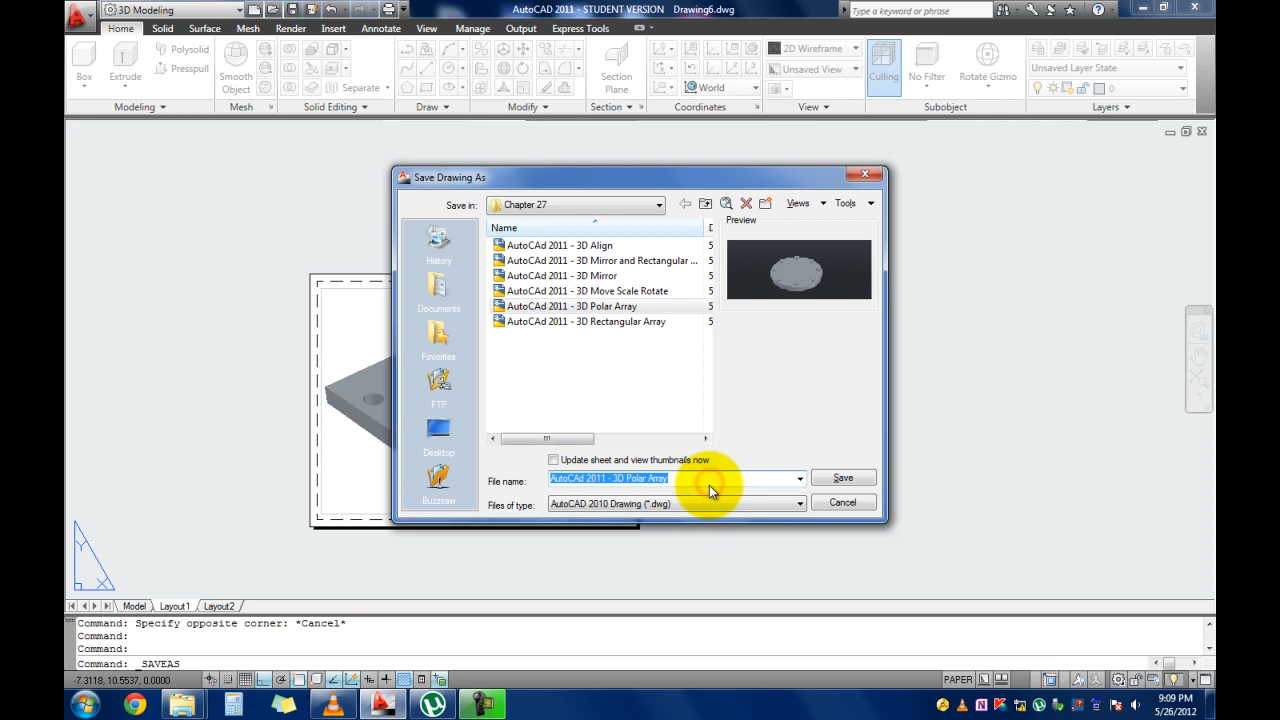 3D Modeling
AutoCAD 2011 - STUDENT VERSION Drawing6.dwg
Type a keyword or phrase
Home Solid Surface Mesh Render Insert Annotate View Manage Output Express Tools
Polysolid
Presspull
Box
Extrude
Smooth Object
Separate
Section Plane
2D Wireframe
Unsaved View
World
Culling
No Filter
Rotate Gizmo
Unsaved Layer State
0
Modeling Mesh Solid Editing Draw Modify Section Coordinates View Subobject Layers
Save Drawing As
Save in: Chapter 27
Views Tools
Name D
Preview
AutoCAd 2011 - 3D Align 5
AutoCAd 2011 - 3D Mirror and Rectangular ... 5
AutoCAd 2011 - 3D Mirror 5
AutoCAd 2011 - 3D Move Scale Rotate 5
AutoCAd 2011 - 3D Polar Array 5
AutoCAd 2011 - 3D Rectangular Array 5
History
Documents
Favorites
FTP
Desktop
Buzzsaw
Update sheet and view thumbnails now
File name: AutoCAd 2011 - 3D Polar Array
Save
Files of type: AutoCAD 2010 Drawing (*.dwg)
Cancel
Y
X
Model Layout1 Layout2
Command: Specify opposite corner: *Cancel*
Command:
Command:
Command: _SAVEAS
-7.3118, 10.5537, 0.0000
PAPER
9:09 PM
5/26/2012